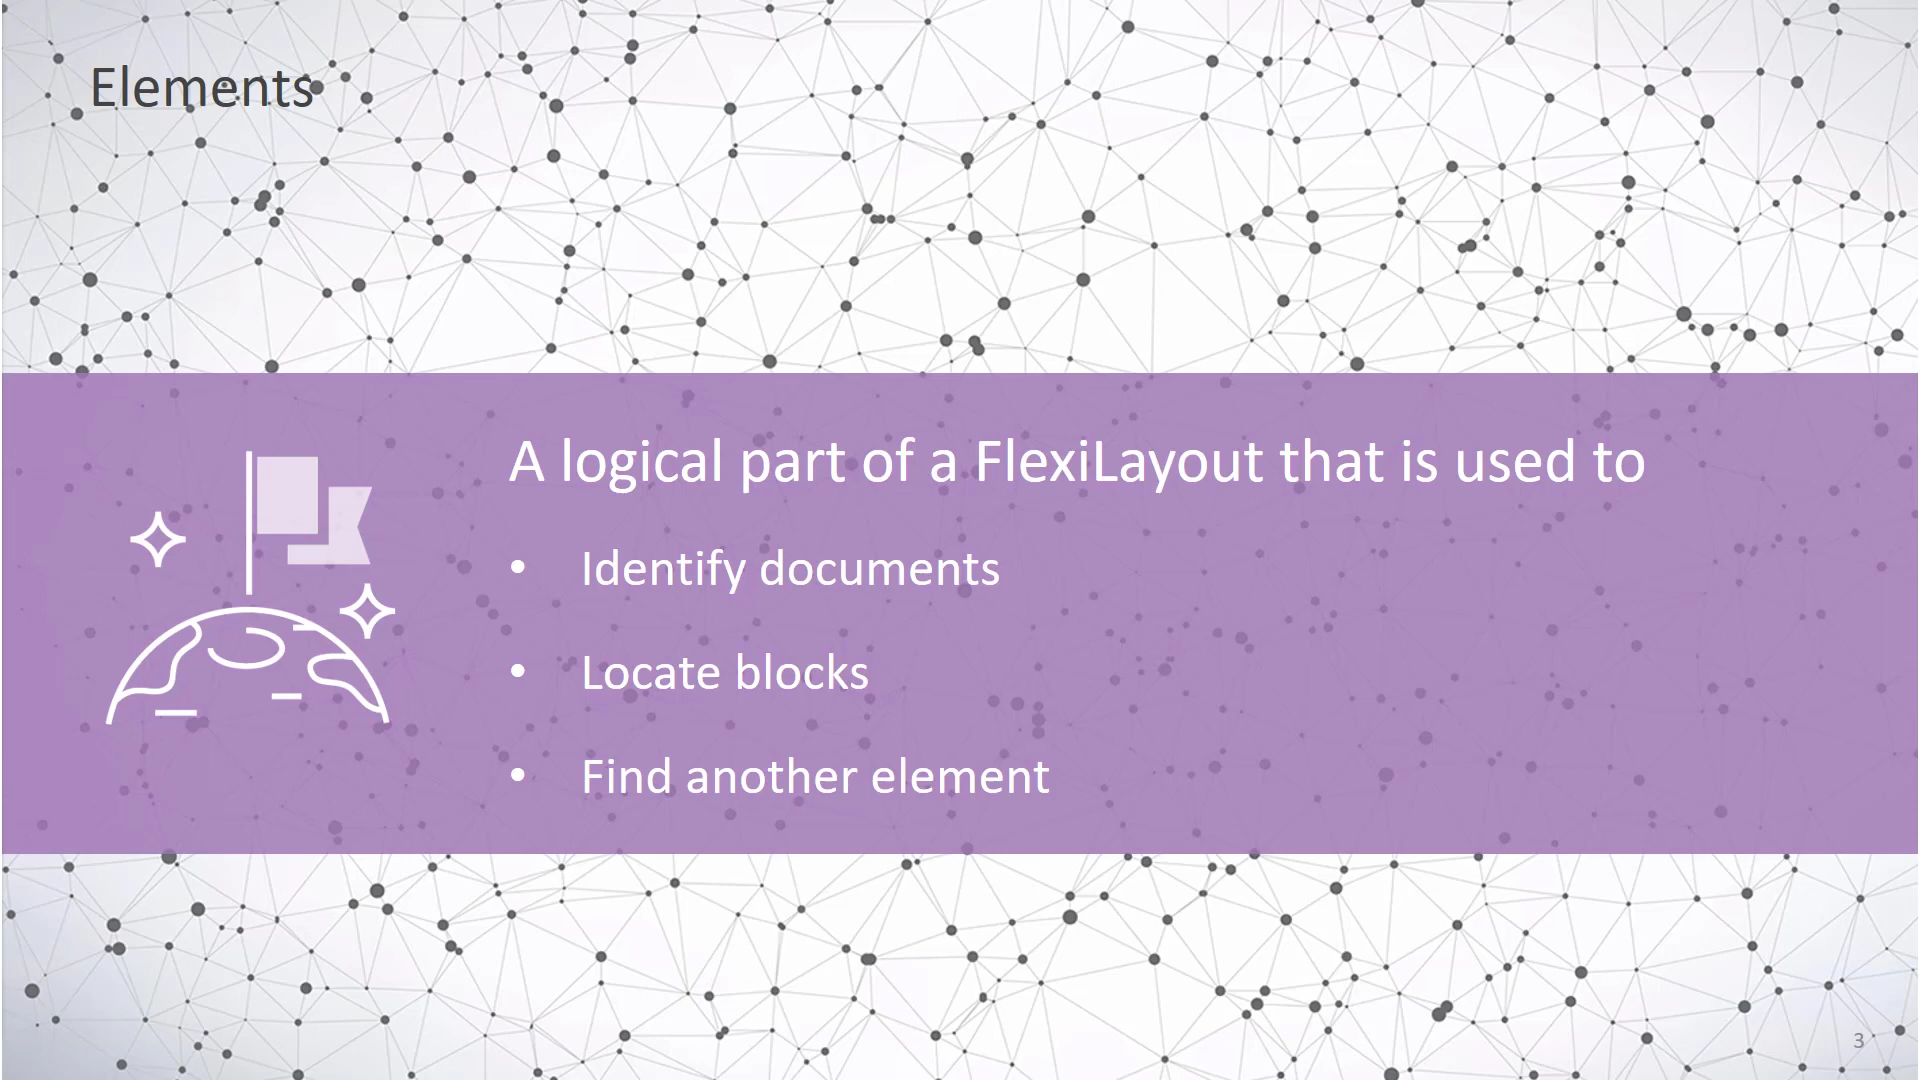 Elements
A logical part of a FlexiLayout that is used to
• Identify documents
• Locate blocks
• Find another element
3